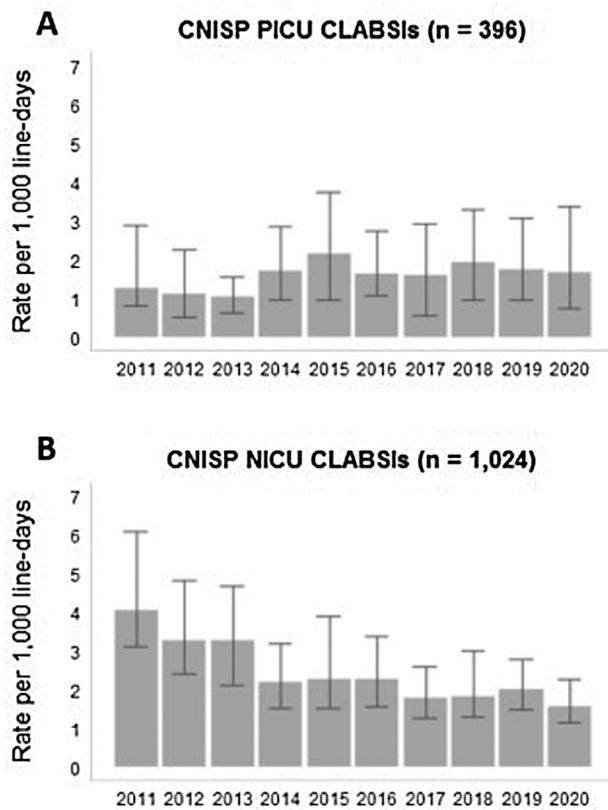 A
CNISP PICU CLABSIs (n = 396)
Rate per 1,000 line-days
7
6
5
4
3
2
1
0
2011 2012 2013 2014 2015 2016 2017 2018 2019 2020
B
CNISP NICU CLABSIs (n = 1,024)
Rate per 1,000 line-days
7
6
5
4
3
2
1
0
2011 2012 2013 2014 2015 2016 2017 2018 2019 2020